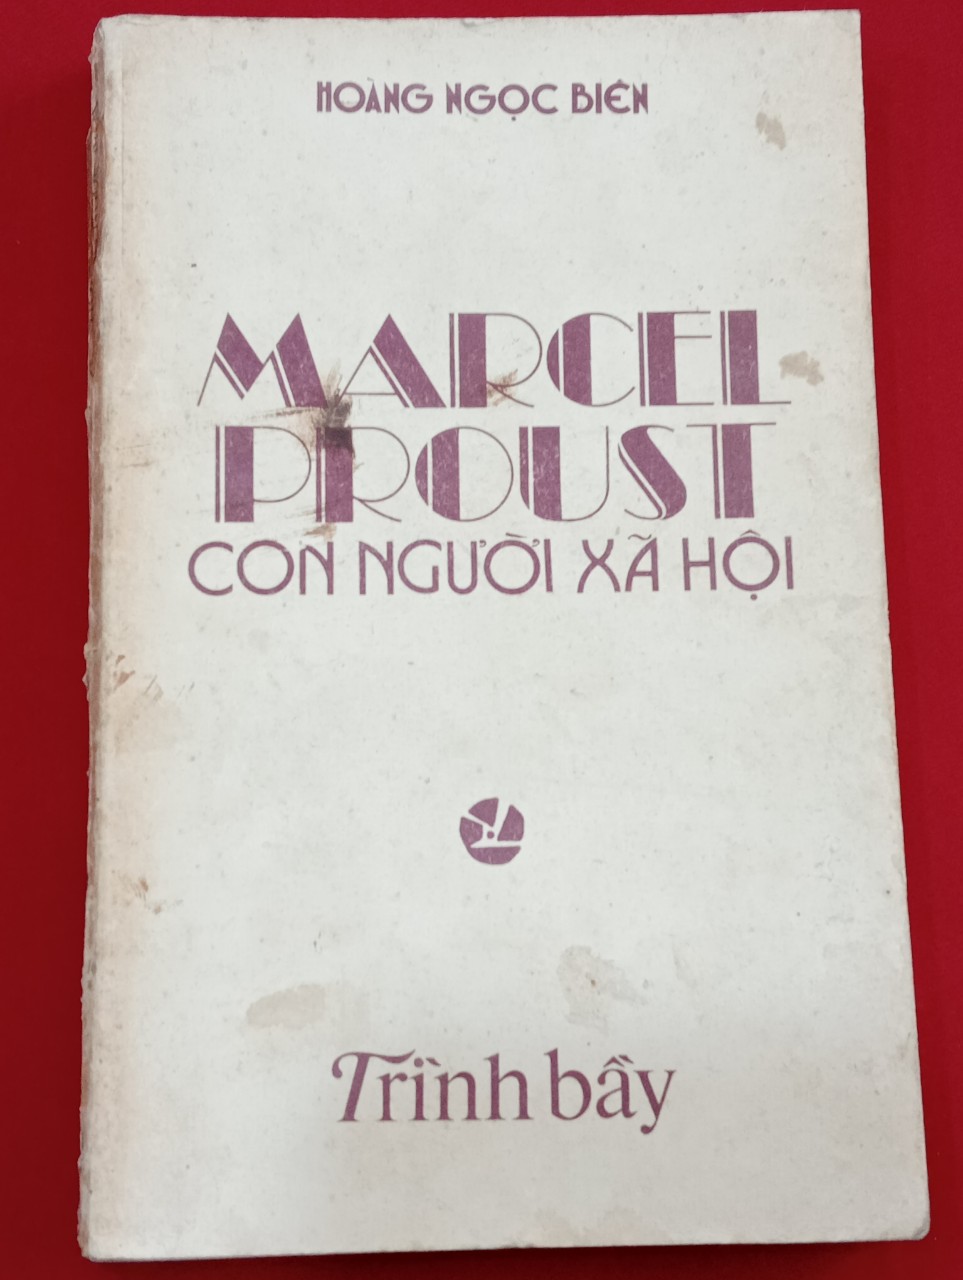 HOÀNG NGỌC BIÊN
MARCEL
PROUST
CON NGƯỜI XÃ HỘI
Trình bầy